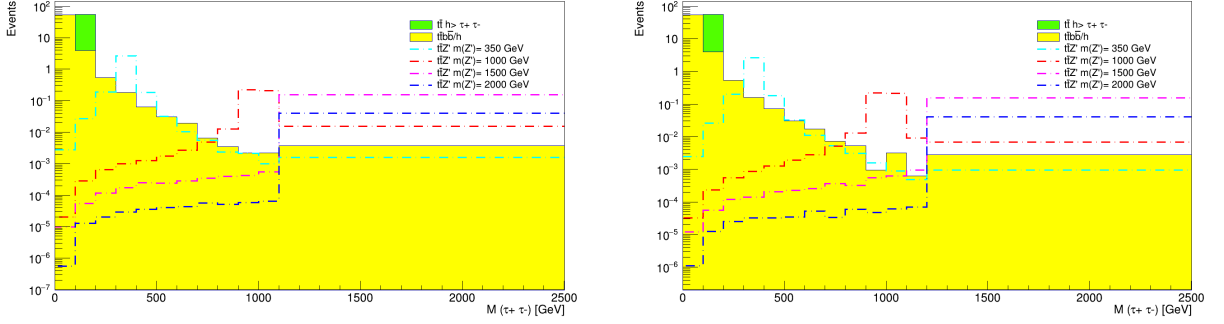 Events
10
1
10⁻¹
10⁻²
10⁻³
10⁻⁴
10⁻⁵
10⁻⁶
10⁻⁷
0 500 1000 1500 2000 2500
M (τ+ τ-) [GeV]
tt̄ h> τ+ τ-
tt̄bb̄/h
tt̄Z' m(Z')= 350 GeV
tt̄Z' m(Z')= 1000 GeV
tt̄Z' m(Z')= 1500 GeV
tt̄Z' m(Z')= 2000 GeV
Events
10
1
10⁻¹
10⁻²
10⁻³
10⁻⁴
10⁻⁵
10⁻⁶
0 500 1000 1500 2000 2500
M (τ+ τ-) [GeV]
tt̄ h> τ+ τ-
tt̄bb̄/h
tt̄Z' m(Z')= 350 GeV
tt̄Z' m(Z')= 1000 GeV
tt̄Z' m(Z')= 1500 GeV
tt̄Z' m(Z')= 2000 GeV